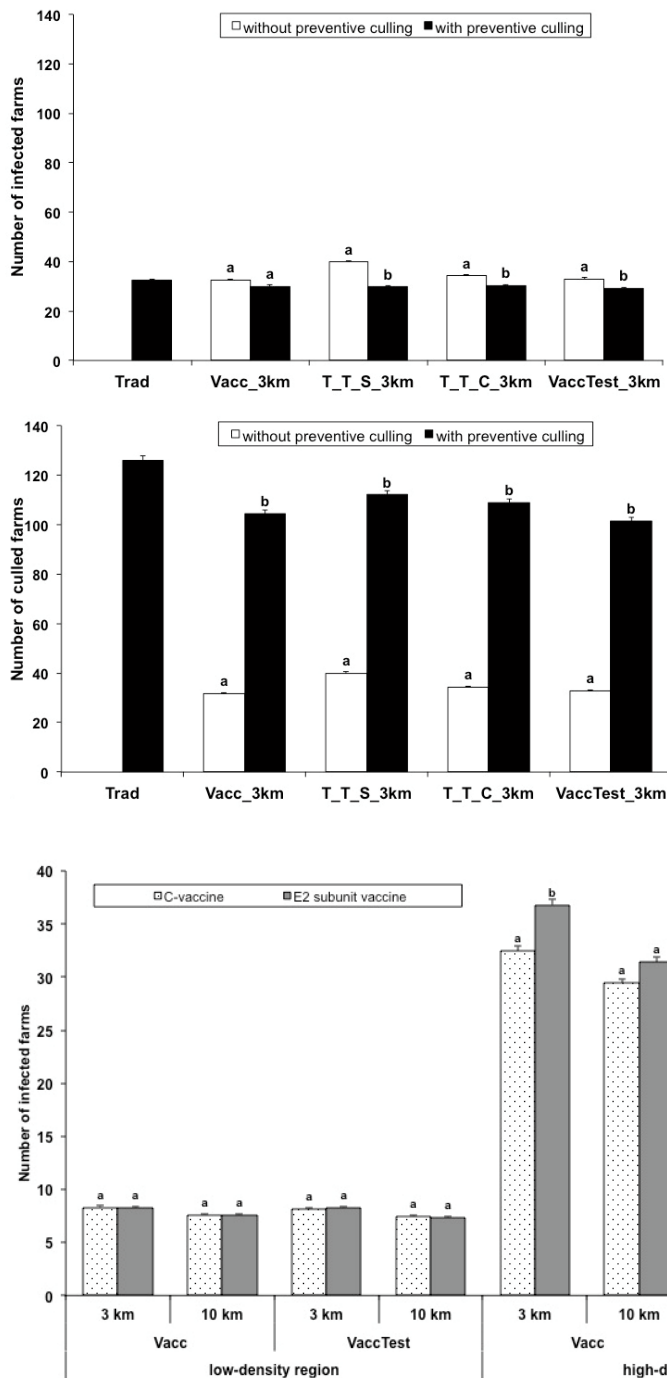 without preventive culling with preventive culling
Number of infected farms
140
120
100
80
60
40
20
0
a a a b a b a b
Trad Vacc_3km T_T_S_3km T_T_C_3km VaccTest_3km
without preventive culling with preventive culling
Number of culled farms
140
120
100
80
60
40
20
0
a b a b a b a b
Trad Vacc_3km T_T_S_3km T_T_C_3km VaccTest_3km
C-vaccine E2 subunit vaccine
Number of infected farms
40
35
30
25
20
15
10
5
0
a a a a a a a a a b a a
3 km 10 km 3 km 10 km 3 km 10 km
Vacc VaccTest Vacc
low-density region high-d